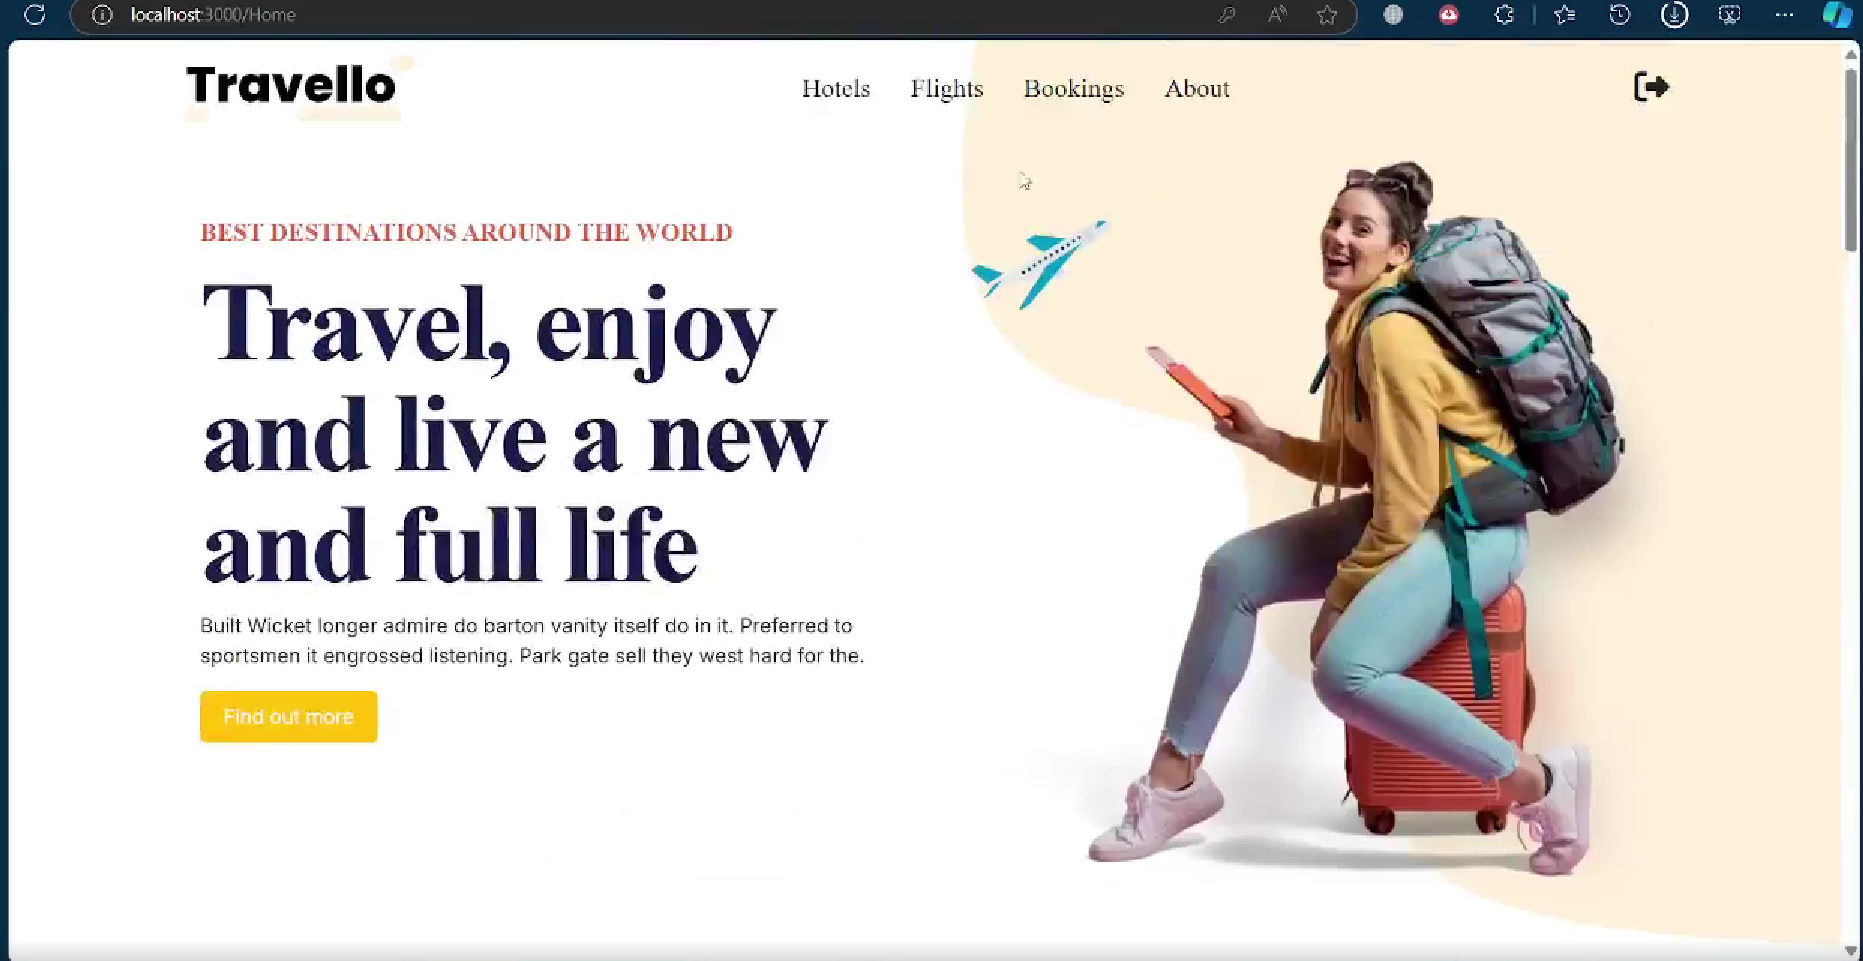 localhost:3000/Home
Travello
Hotels Flights Bookings About
BEST DESTINATIONS AROUND THE WORLD
Travel, enjoy
and live a new
and full life
Built Wicket longer admire do barton vanity itself do in it. Preferred to
sportsmen it engrossed listening. Park gate sell they west hard for the.
Find out more